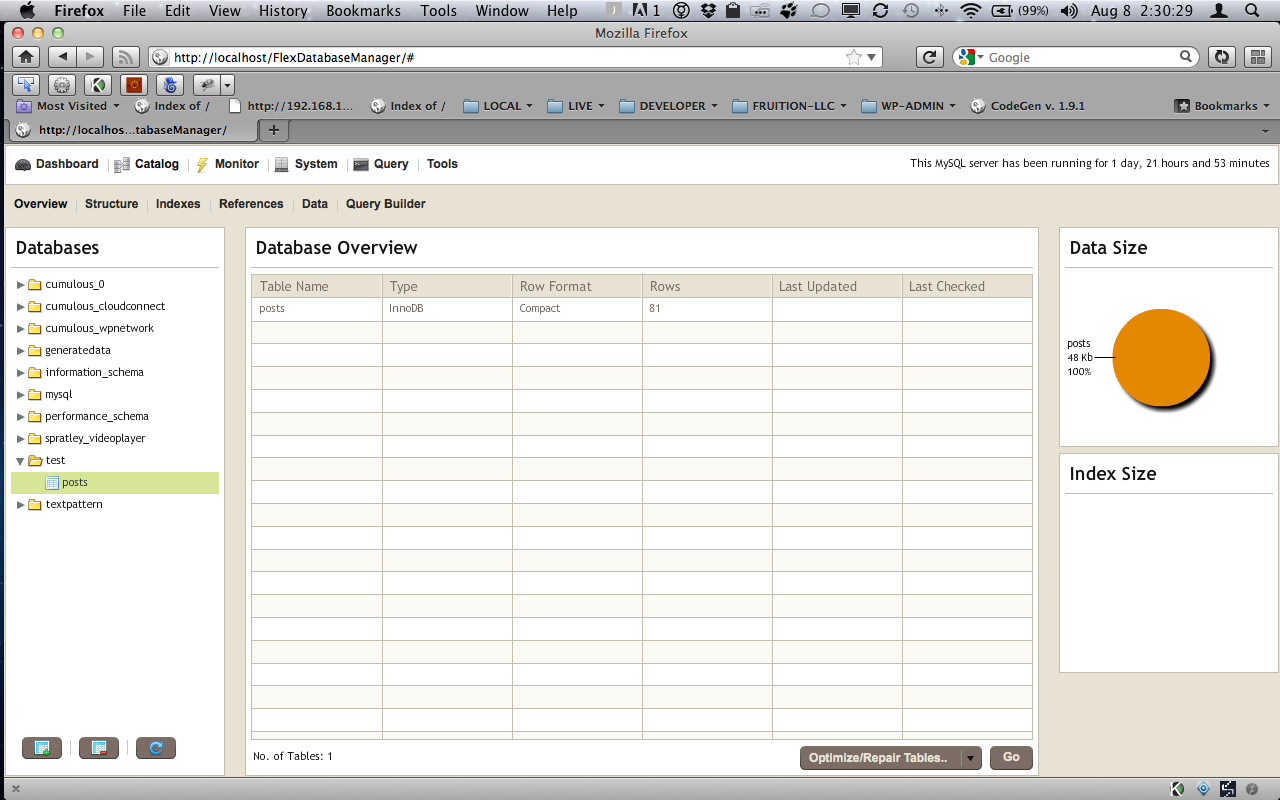 Firefox File Edit View History Bookmarks Tools Window Help 1 (99%) Aug 8 2:30:29
Mozilla Firefox
http://localhost/FlexDatabaseManager/# Google
Most Visited Index of / http://192.168.1... Index of / LOCAL LIVE DEVELOPER FRUITION-LLC WP-ADMIN CodeGen v. 1.9.1 Bookmarks
http://localhos...tabaseManager/ +
Dashboard Catalog Monitor System Query Tools This MySQL server has been running for 1 day, 21 hours and 53 minutes
Overview Structure Indexes References Data Query Builder
Databases
cumulous_0
cumulous_cloudconnect
cumulous_wpnetwork
generatedata
information_schema
mysql
performance_schema
spratley_videoplayer
test
posts
textpattern
Database Overview
Table Name Type Row Format Rows Last Updated Last Checked
posts InnoDB Compact 81
No. of Tables: 1 Optimize/Repair Tables.. Go
Data Size
posts
48 Kb
100%
Index Size